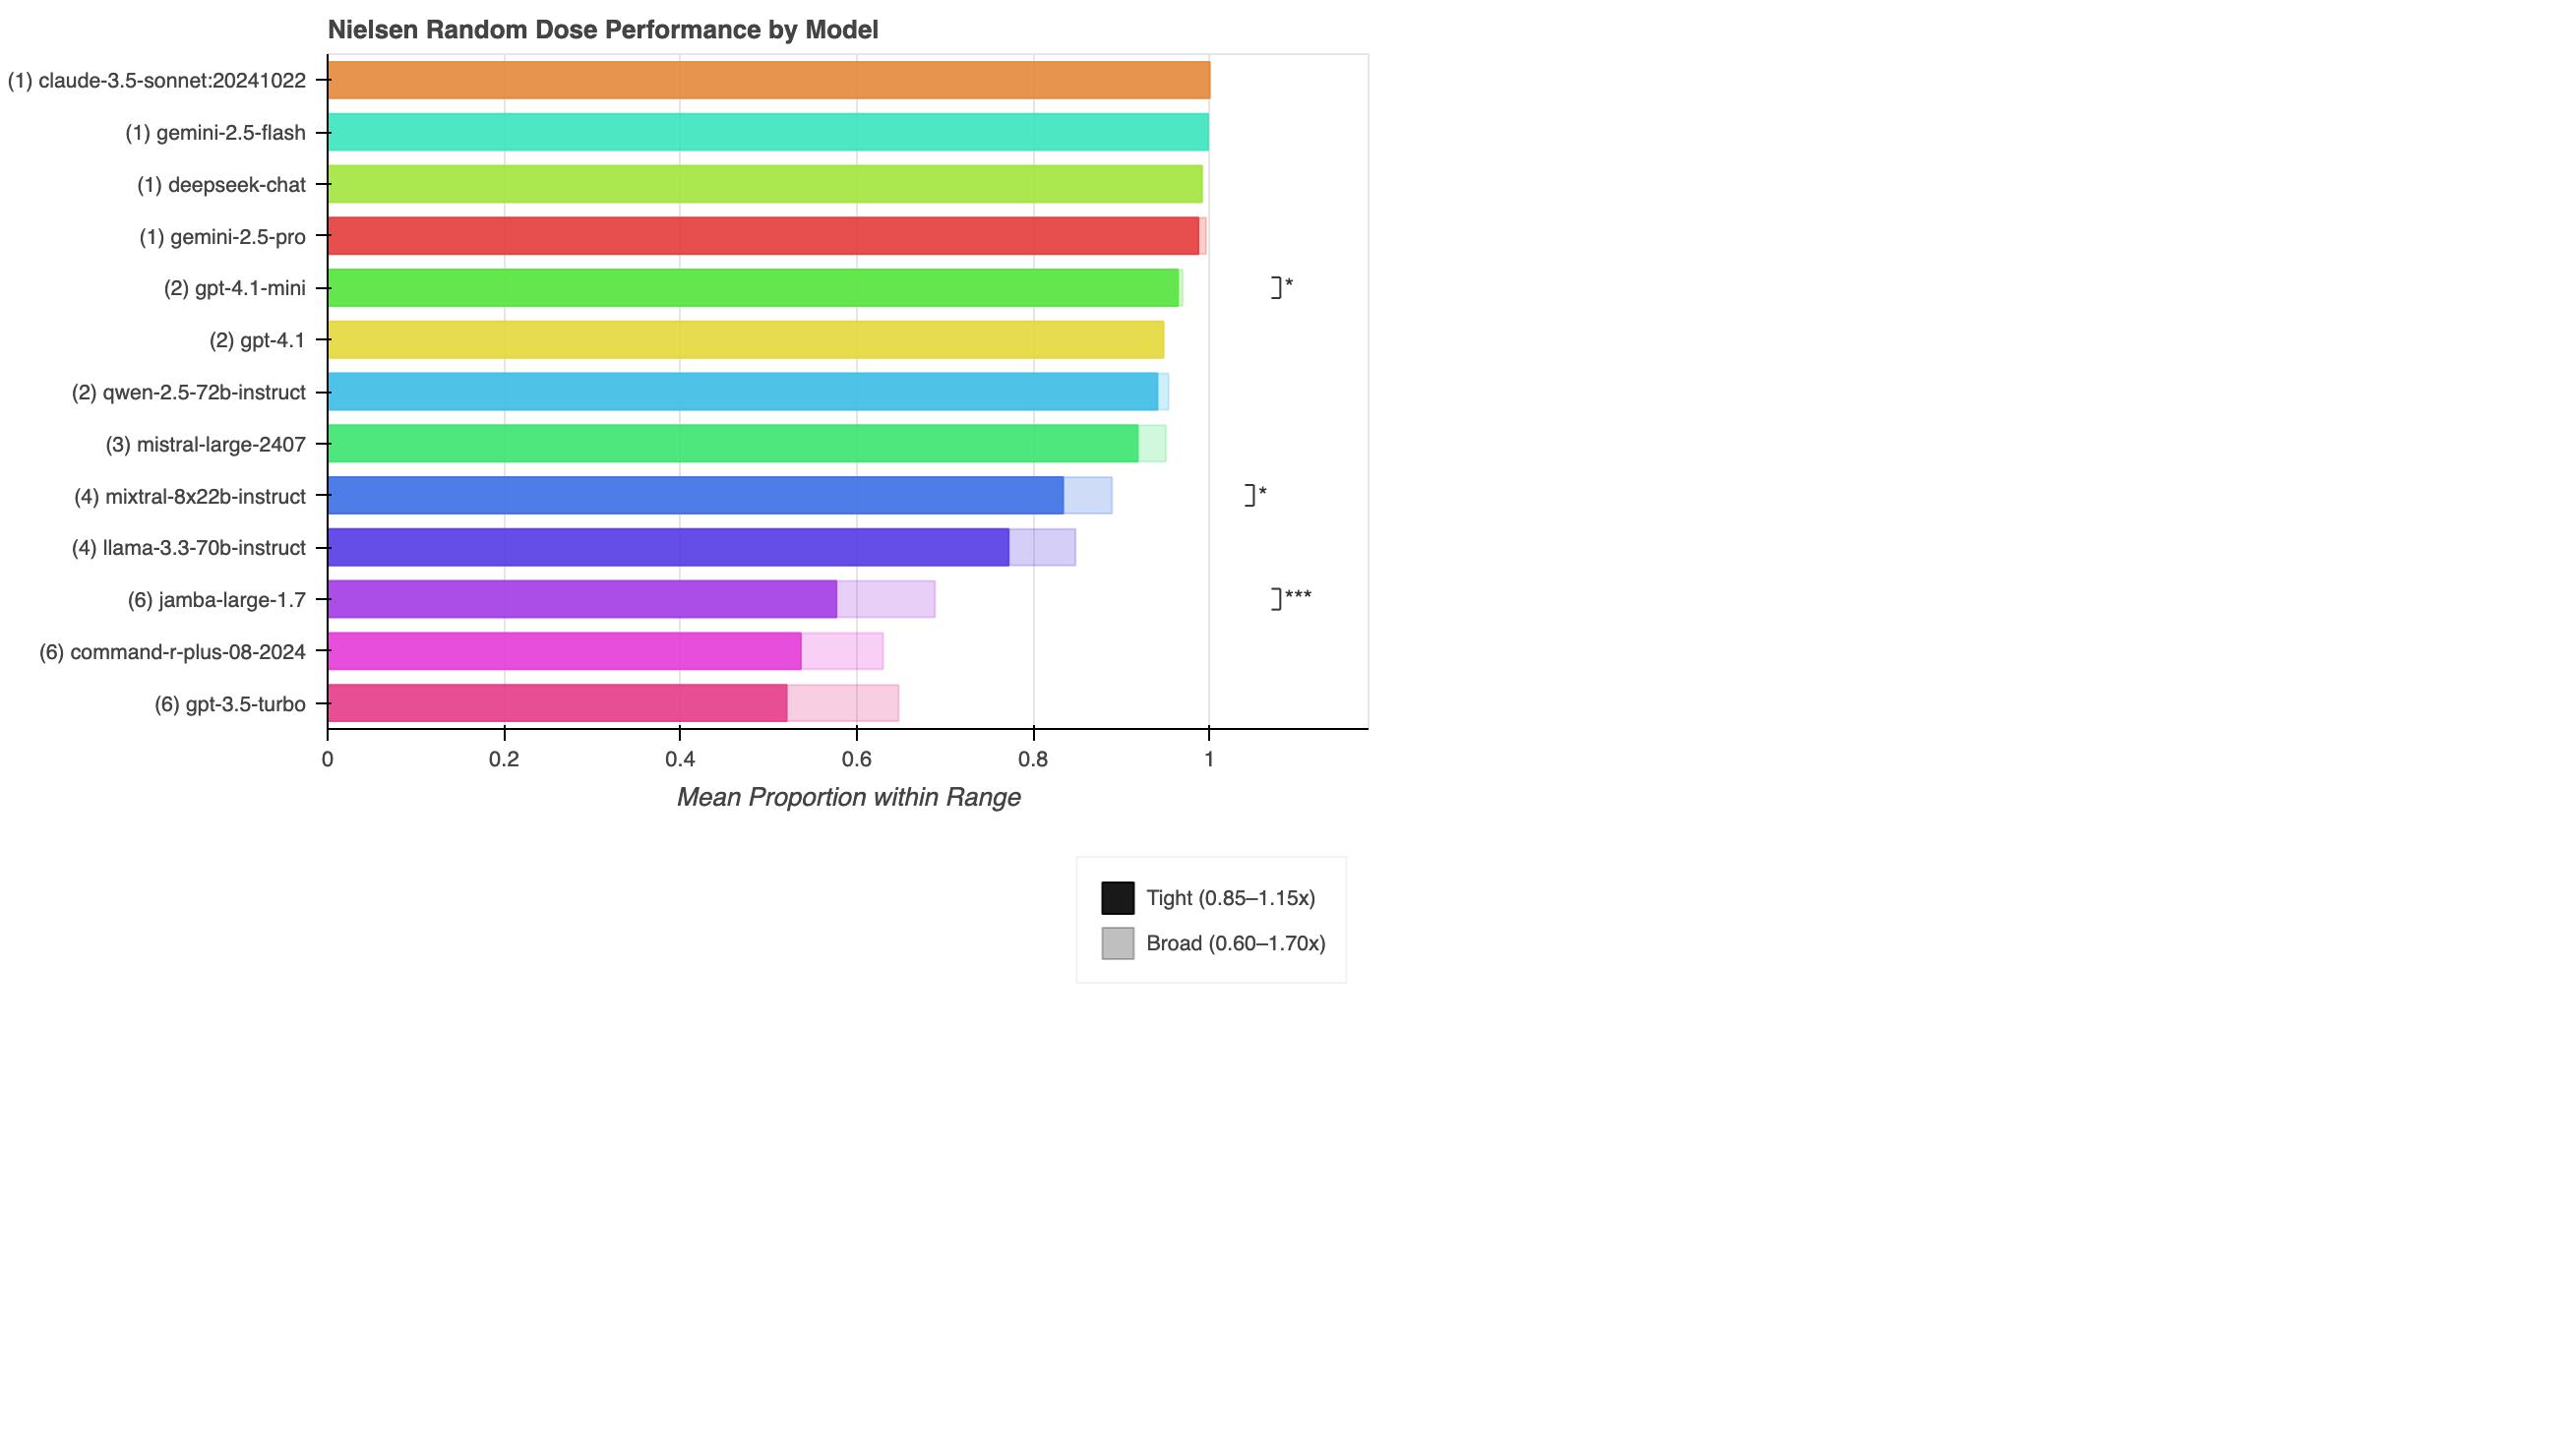 Nielsen Random Dose Performance by Model
(1) claude-3.5-sonnet:20241022
(1) gemini-2.5-flash
(1) deepseek-chat
(1) gemini-2.5-pro
(2) gpt-4.1-mini
*
(2) gpt-4.1
(2) qwen-2.5-72b-instruct
(3) mistral-large-2407
(4) mixtral-8x22b-instruct
*
(4) llama-3.3-70b-instruct
(6) jamba-large-1.7
***
(6) command-r-plus-08-2024
(6) gpt-3.5-turbo
0 0.2 0.4 0.6 0.8 1
Mean Proportion within Range
Tight (0.85–1.15x)
Broad (0.60–1.70x)